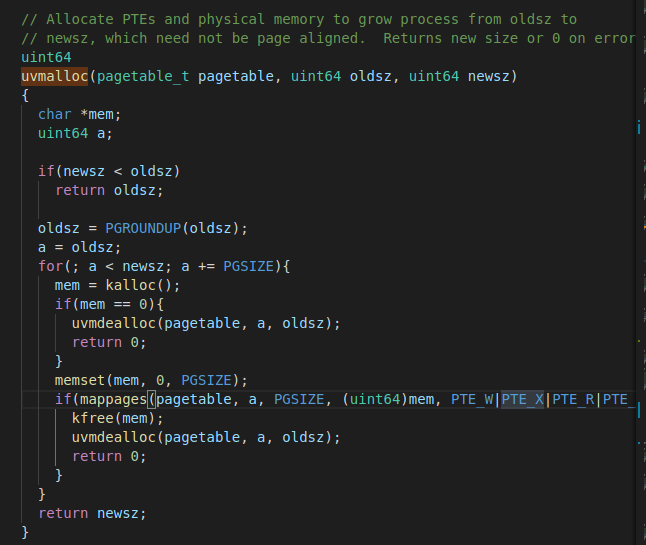 // Allocate PTEs and physical memory to grow process from oldsz to
// newsz, which need not be page aligned.  Returns new size or 0 on error
uint64
uvmalloc(pagetable_t pagetable, uint64 oldsz, uint64 newsz)
{
  char *mem;
  uint64 a;

  if(newsz < oldsz)
    return oldsz;

  oldsz = PGROUNDUP(oldsz);
  a = oldsz;
  for(; a < newsz; a += PGSIZE){
    mem = kalloc();
    if(mem == 0){
      uvmdealloc(pagetable, a, oldsz);
      return 0;
    }
    memset(mem, 0, PGSIZE);
    if(mappages(pagetable, a, PGSIZE, (uint64)mem, PTE_W|PTE_X|PTE_R|PTE_
      kfree(mem);
      uvmdealloc(pagetable, a, oldsz);
      return 0;
    }
  }
  return newsz;
}